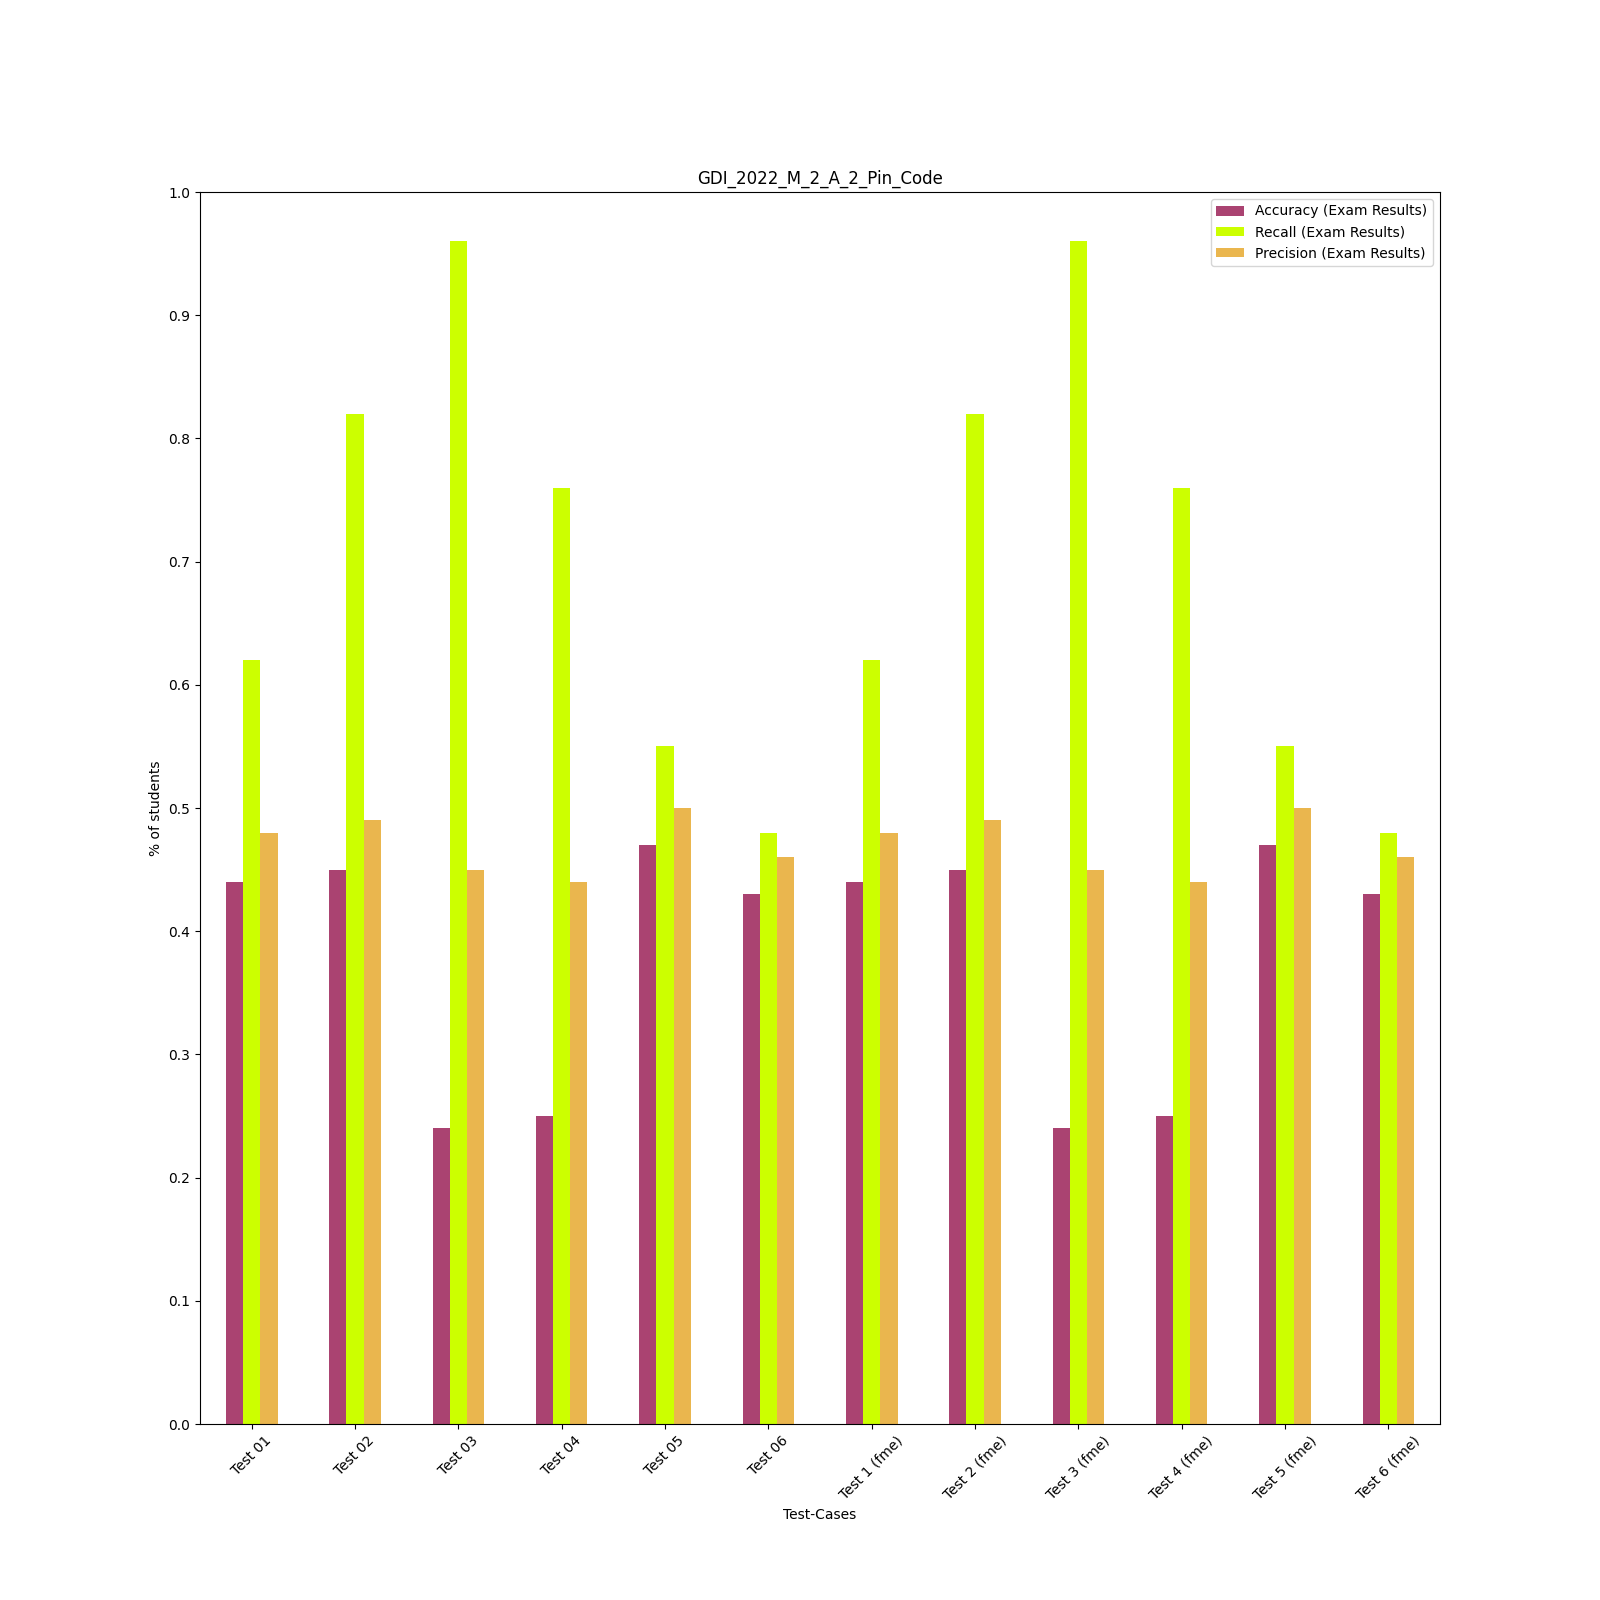 GDI_2022_M_2_A_2_Pin_Code
Accuracy (Exam Results)
Recall (Exam Results)
Precision (Exam Results)
1.0
0.9
0.8
0.7
0.6
0.5
0.4
0.3
0.2
0.1
0.0
% of students
Test 01
Test 02
Test 03
Test 04
Test 05
Test 06
Test 1 (fme)
Test 2 (fme)
Test 3 (fme)
Test 4 (fme)
Test 5 (fme)
Test 6 (fme)
Test-Cases